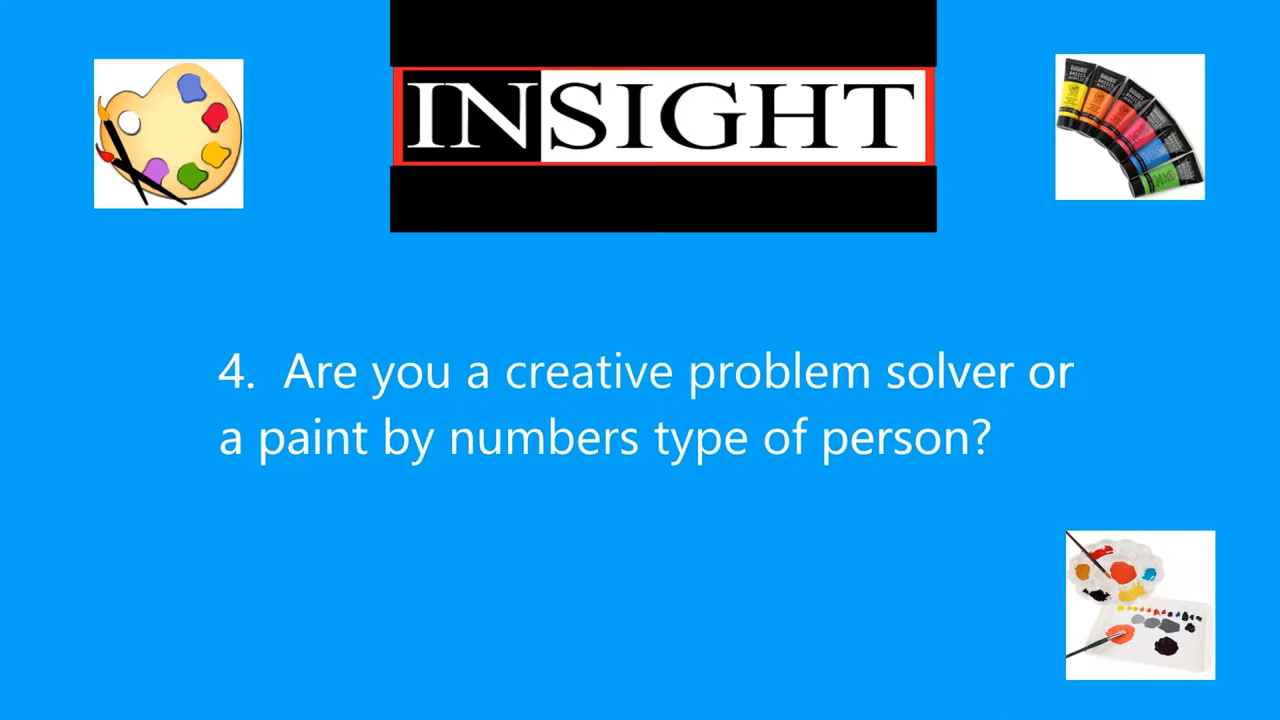 INSIGHT
4. Are you a creative problem solver or
a paint by numbers type of person?